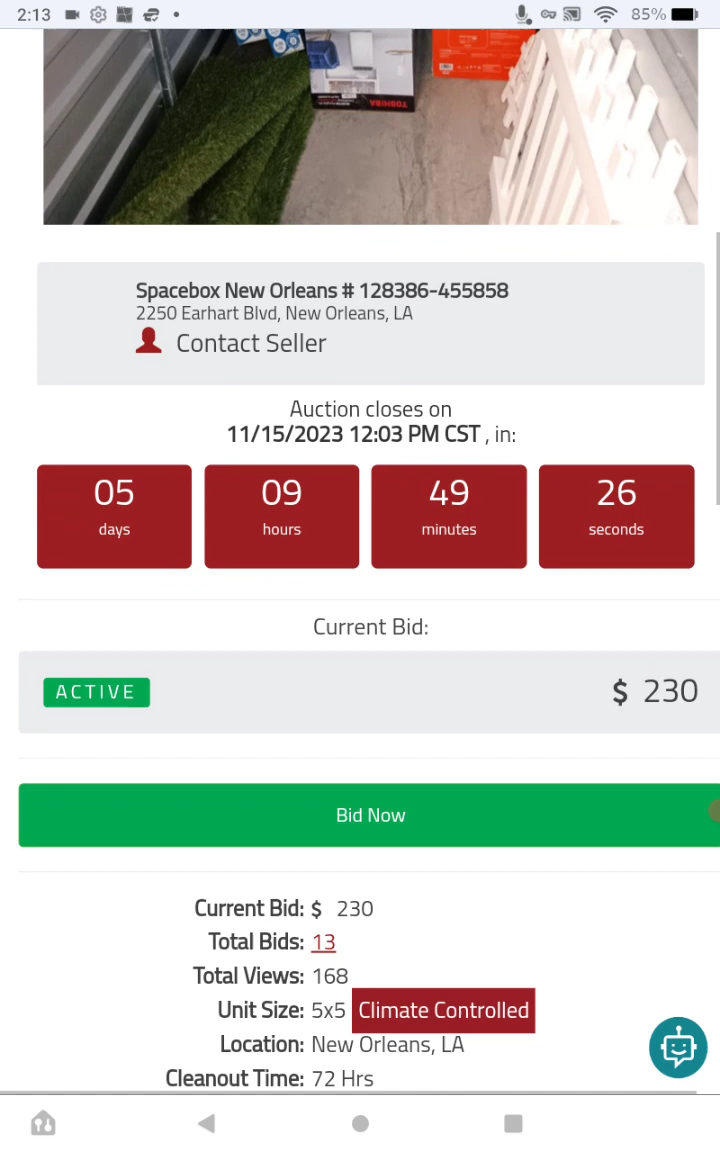 2:13
85%
TOSHIBA
Spacebox New Orleans # 128386-455858
2250 Earhart Blvd, New Orleans, LA
Contact Seller
Auction closes on
11/15/2023 12:03 PM CST , in:
05 09 49 26
days hours minutes seconds
Current Bid:
ACTIVE $ 230
Bid Now
Current Bid: $ 230
Total Bids: 13
Total Views: 168
Unit Size: 5x5 Climate Controlled
Location: New Orleans, LA
Cleanout Time: 72 Hrs